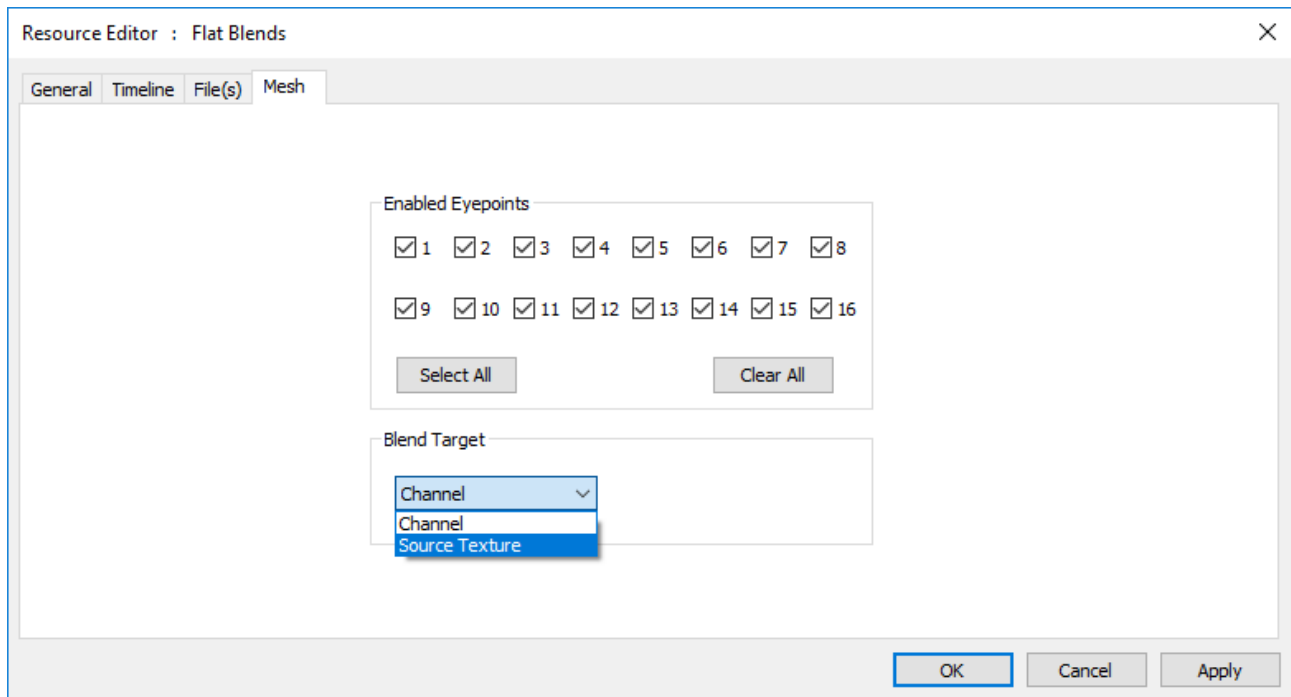 Resource Editor : Flat Blends
General Timeline File(s) Mesh
Enabled Eyepoints
1 2 3 4 5 6 7 8
9 10 11 12 13 14 15 16
Select All Clear All
Blend Target
Channel
Channel
Source Texture
OK Cancel Apply